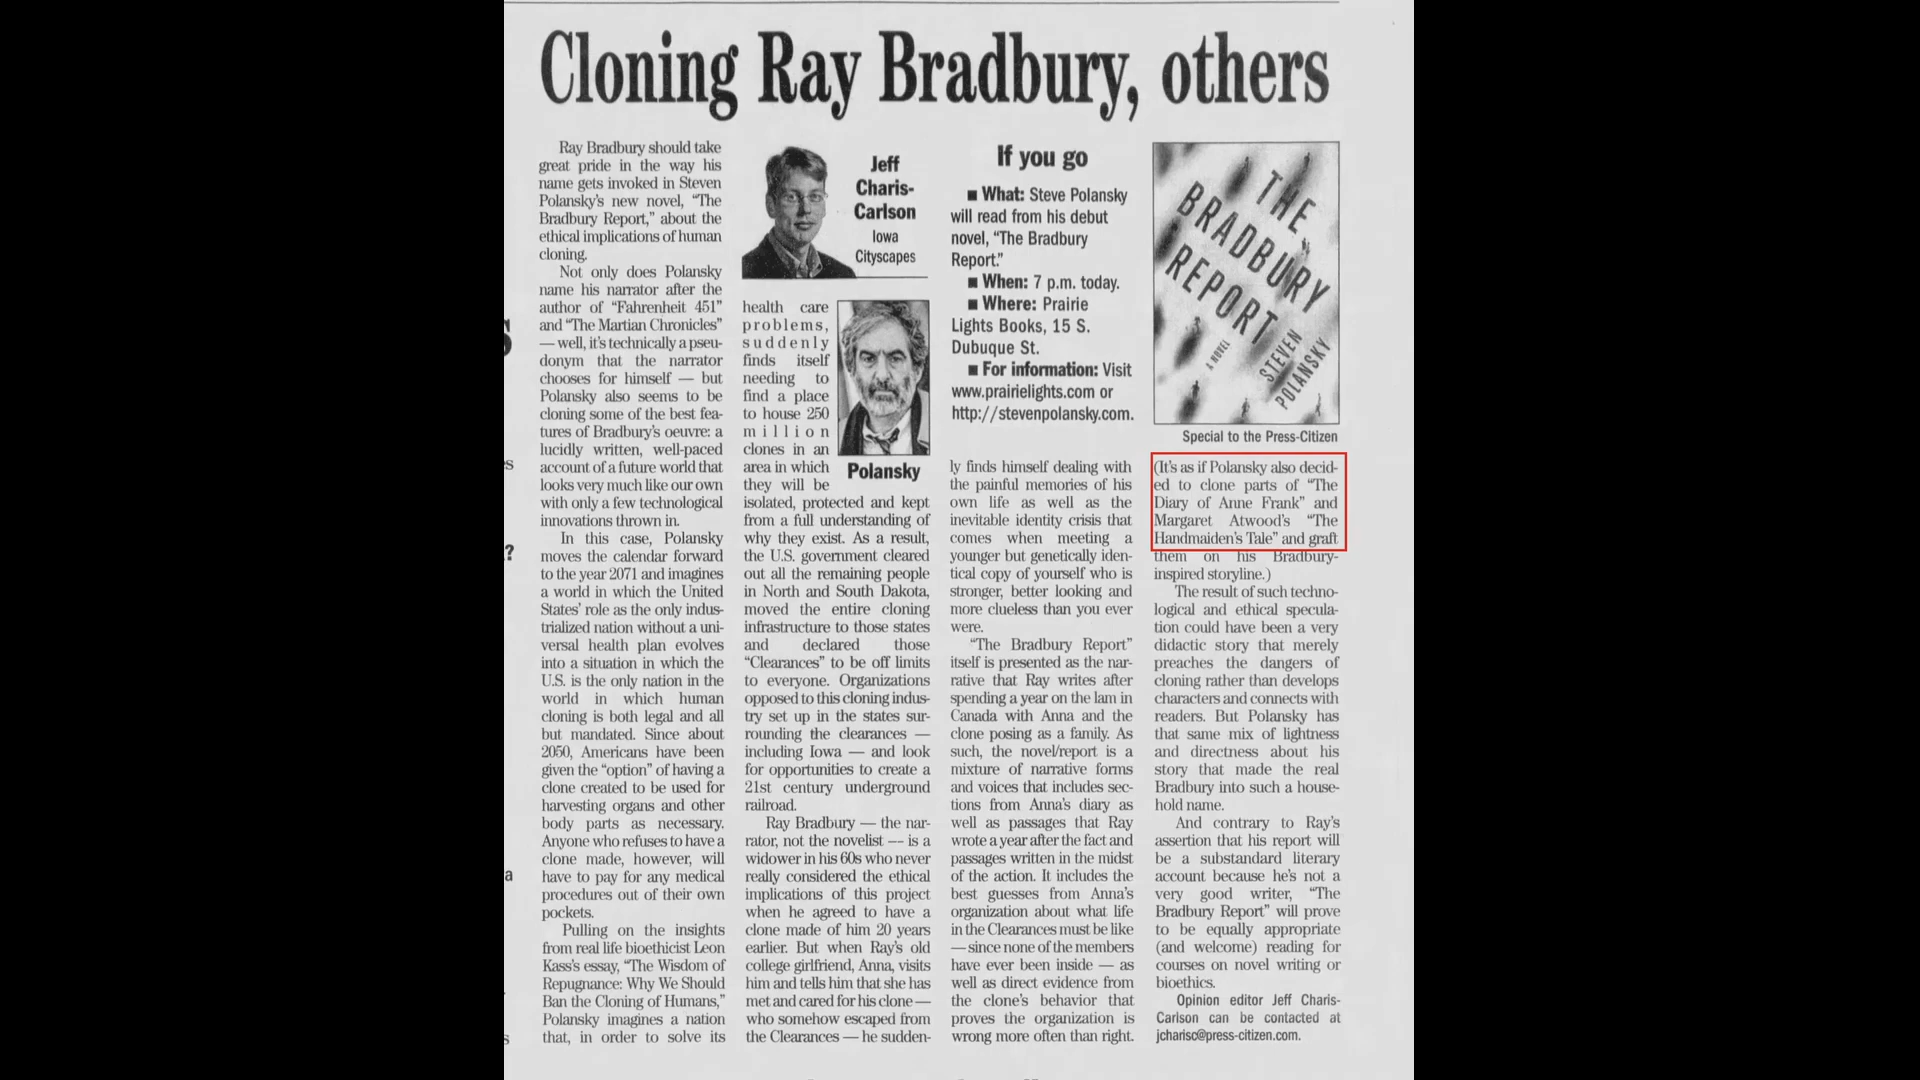 Cloning Ray Bradbury, others
Ray Bradbury should take
great pride in the way his
name gets invoked in Steven
Polansky's new novel, "The
Bradbury Report," about the
ethical implications of human
cloning.
Not only does Polansky
name his narrator after the
author of "Fahrenheit 451"
and "The Martian Chronicles"
— well, it's technically a pseu-
donym that the narrator
chooses for himself — but
Polansky also seems to be
cloning some of the best fea-
tures of Bradbury's oeuvre: a
lucidly written, well-paced
account of a future world that
looks very much like our own
with only a few technological
innovations thrown in.
In this case, Polansky
moves the calendar forward
to the year 2071 and imagines
a world in which the United
States' role as the only indus-
trialized nation without a uni-
versal health plan evolves
into a situation in which the
U.S. is the only nation in the
world in which human
cloning is both legal and all
but mandated. Since about
2050, Americans have been
given the "option" of having a
clone created to be used for
harvesting organs and other
body parts as necessary.
Anyone who refuses to have a
clone made, however, will
have to pay for any medical
procedures out of their own
pockets.
Pulling on the insights
from real life bioethicist Leon
Kass's essay, "The Wisdom of
Repugnance: Why We Should
Ban the Cloning of Humans,"
Polansky imagines a nation
that, in order to solve its
Jeff
Charis-
Carlson
Iowa
Cityscapes
health care
problems,
suddenly
finds itself
needing to
find a place
to house 250
million
clones in an
area in which
they will be
Polansky
isolated, protected and kept
from a full understanding of
why they exist. As a result,
the U.S. government cleared
out all the remaining people
in North and South Dakota,
moved the entire cloning
infrastructure to those states
and declared those
"Clearances" to be off limits
to everyone. Organizations
opposed to this cloning indus-
try set up in the states sur-
rounding the clearances —
including Iowa — and look
for opportunities to create a
21st century underground
railroad.
Ray Bradbury — the nar-
rator, not the novelist — is a
widower in his 60s who never
really considered the ethical
implications of this project
when he agreed to have a
clone made of him 20 years
earlier. But when Ray's old
college girlfriend, Anna, visits
him and tells him that she has
met and cared for his clone —
who somehow escaped from
the Clearances — he sudden-
If you go
■ What: Steve Polansky
will read from his debut
novel, "The Bradbury
Report."
■ When: 7 p.m. today.
■ Where: Prairie
Lights Books, 15 S.
Dubuque St.
■ For information: Visit
www.prairielights.com or
http://stevenpolansky.com.
ly finds himself dealing with
the painful memories of his
own life as well as the
inevitable identity crisis that
comes when meeting a
younger but genetically iden-
tical copy of yourself who is
stronger, better looking and
more clueless than you ever
were.
"The Bradbury Report"
itself is presented as the nar-
rative that Ray writes after
spending a year on the lam in
Canada with Anna and the
clone posing as a family. As
such, the novel/report is a
mixture of narrative forms
and voices that includes sec-
tions from Anna's diary as
well as passages that Ray
wrote a year after the fact and
passages written in the midst
of the action. It includes the
best guesses from Anna's
organization about what life
in the Clearances must be like
— since none of the members
have ever been inside — as
well as direct evidence from
the clone's behavior that
proves the organization is
wrong more often than right.
THE
BRADBURY
REPORT
A NOVEL
STEVEN
POLANSKY
Special to the Press-Citizen
(It's as if Polansky also decid-
ed to clone parts of "The
Diary of Anne Frank" and
Margaret Atwood's "The
Handmaiden's Tale" and graft
them on his Bradbury-
inspired storyline.)
The result of such techno-
logical and ethical specula-
tion could have been a very
didactic story that merely
preaches the dangers of
cloning rather than develops
characters and connects with
readers. But Polansky has
that same mix of lightness
and directness about his
story that made the real
Bradbury into such a house-
hold name.
And contrary to Ray's
assertion that his report will
be a substandard literary
account because he's not a
very good writer, "The
Bradbury Report" will prove
to be equally appropriate
(and welcome) reading for
courses on novel writing or
bioethics.
Opinion editor Jeff Charis-
Carlson can be contacted at
jcharisc@press-citizen.com.